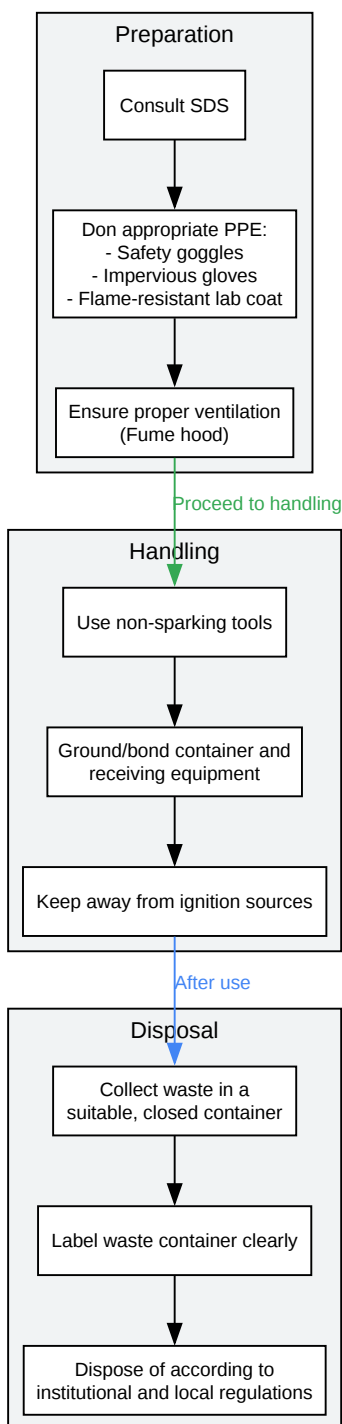 Preparation
Consult SDS
Don appropriate PPE:
- Safety goggles
- Impervious gloves
- Flame-resistant lab coat
Ensure proper ventilation
(Fume hood)
Proceed to handling
Handling
Use non-sparking tools
Ground/bond container and
receiving equipment
Keep away from ignition sources
After use
Disposal
Collect waste in a
suitable, closed container
Label waste container clearly
Dispose of according to
institutional and local regulations